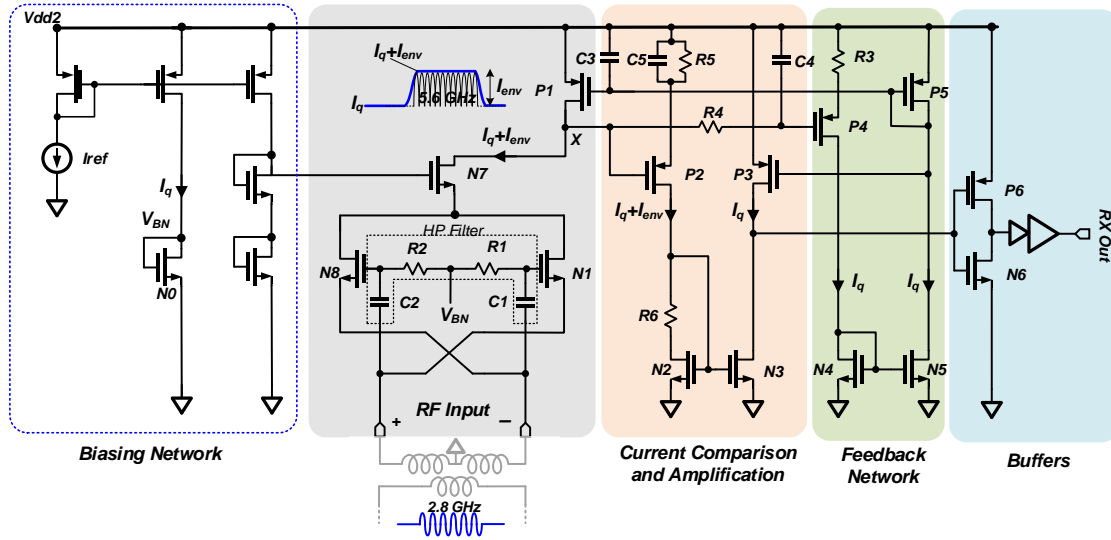 Vdd2
Iref
Iq
VBN
N0
Biasing Network
Iq+Ienv
Iq
5.6 GHz
Ienv
P1
Iq+Ienv
X
N7
HP Filter
R2
R1
N8
N1
C2
C1
VBN
RF Input
+
−
2.8 GHz
C3
C5
R5
C4
R4
P2
P3
Iq+Ienv
Iq
R6
N2
N3
Current Comparison
and Amplification
R3
P5
P4
Iq
Iq
N4
N5
Feedback
Network
P6
N6
RX Out
Buffers